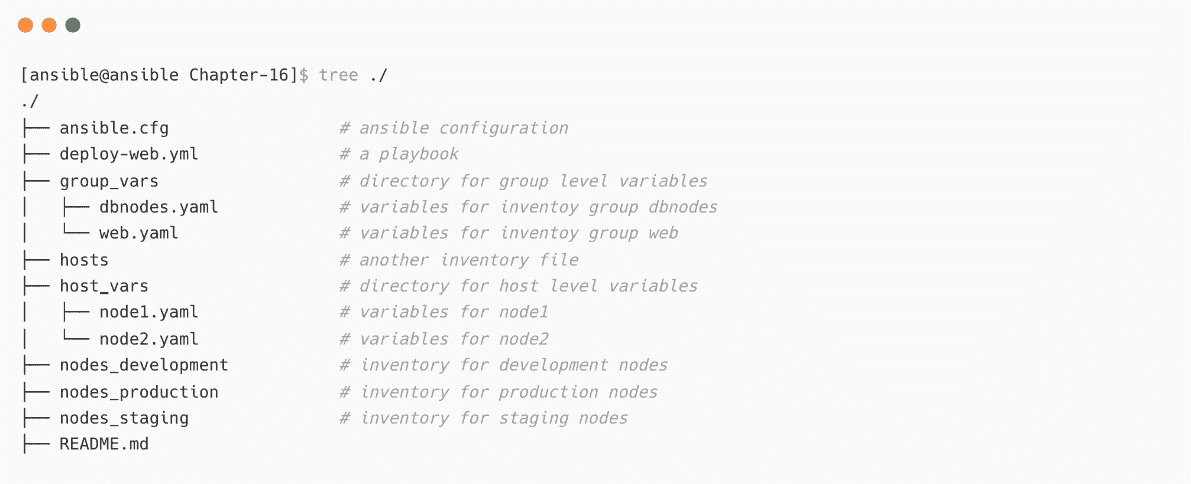 [ansible@ansible Chapter-16]$ tree ./
./
├── ansible.cfg                 # ansible configuration
├── deploy-web.yml              # a playbook
├── group_vars                  # directory for group level variables
│   ├── dbnodes.yaml            # variables for inventoy group dbnodes
│   └── web.yaml                # variables for inventoy group web
├── hosts                       # another inventory file
├── host_vars                   # directory for host level variables
│   ├── node1.yaml              # variables for node1
│   └── node2.yaml              # variables for node2
├── nodes_development           # inventory for development nodes
├── nodes_production            # inventory for production nodes
├── nodes_staging               # inventory for staging nodes
├── README.md